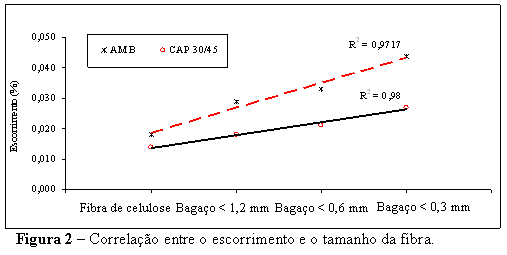 0,050
AMB
CAP 30/45
R² = 0,9717
0,040
R² = 0,98
0,030
Escorrimento (%)
0,020
0,010
0,000
Fibra de celulose
Bagaço < 1,2 mm
Bagaço < 0,6 mm
Bagaço < 0,3 mm
Figura 2 – Correlação entre o escorrimento e o tamanho da fibra.